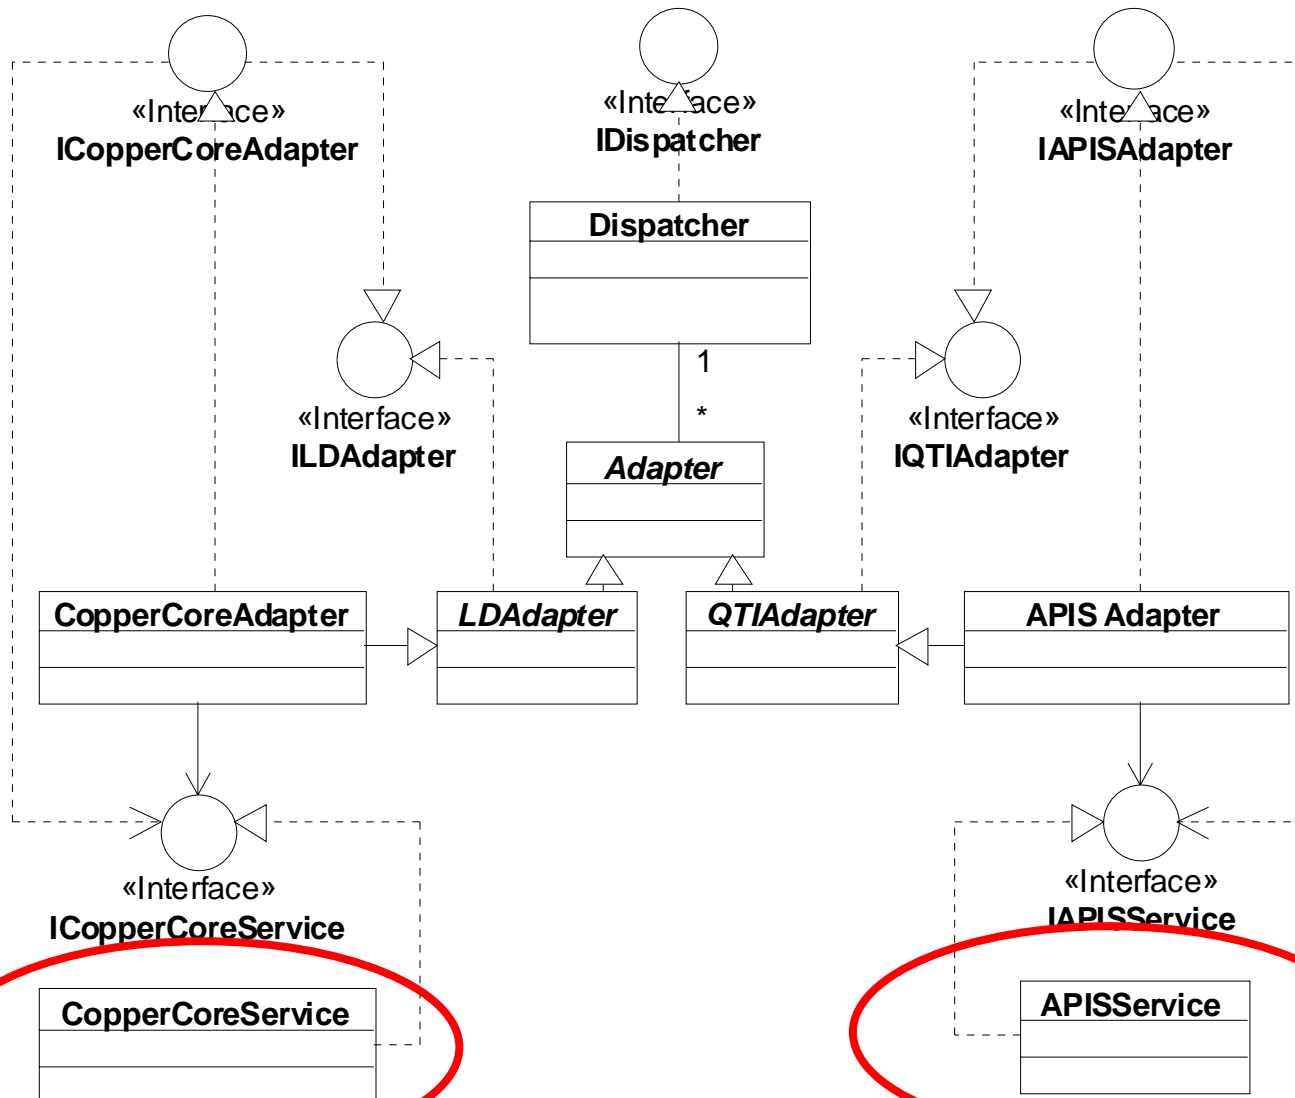 «Interface»
ICopperCoreAdapter
«Interface»
IDispatcher
«Interface»
IAPISAdapter
Dispatcher
1
*
«Interface»
ILDAdapter
«Interface»
IQTIAdapter
Adapter
CopperCoreAdapter
LDAdapter
QTIAdapter
APIS Adapter
«Interface»
ICopperCoreService
«Interface»
IAPISService
CopperCoreService
APISService